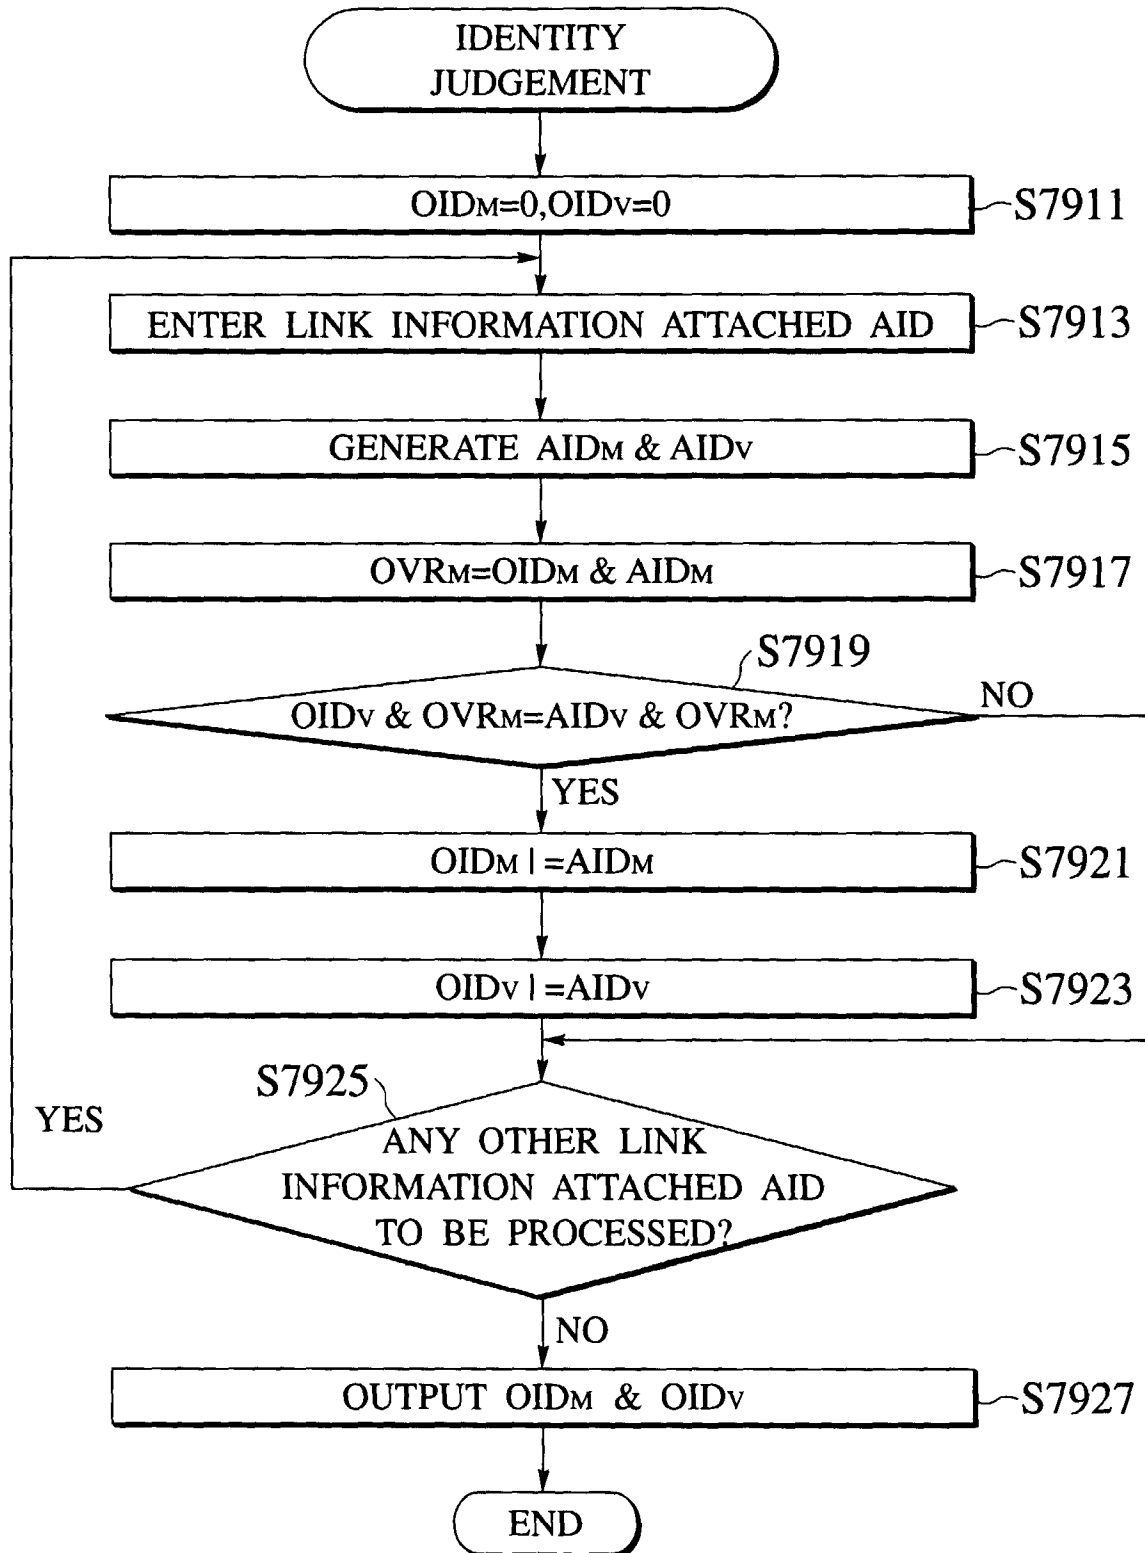 IDENTITY
JUDGEMENT
OIDM=0,OIDV=0
S7911
ENTER LINK INFORMATION ATTACHED AID
S7913
GENERATE AIDM & AIDV
S7915
OVRM=OIDM & AIDM
S7917
S7919
OIDV & OVRM=AIDV & OVRM?
NO
YES
OIDM | =AIDM
S7921
OIDV | =AIDV
S7923
S7925
YES
ANY OTHER LINK
INFORMATION ATTACHED AID
TO BE PROCESSED?
NO
OUTPUT OIDM & OIDV
S7927
END